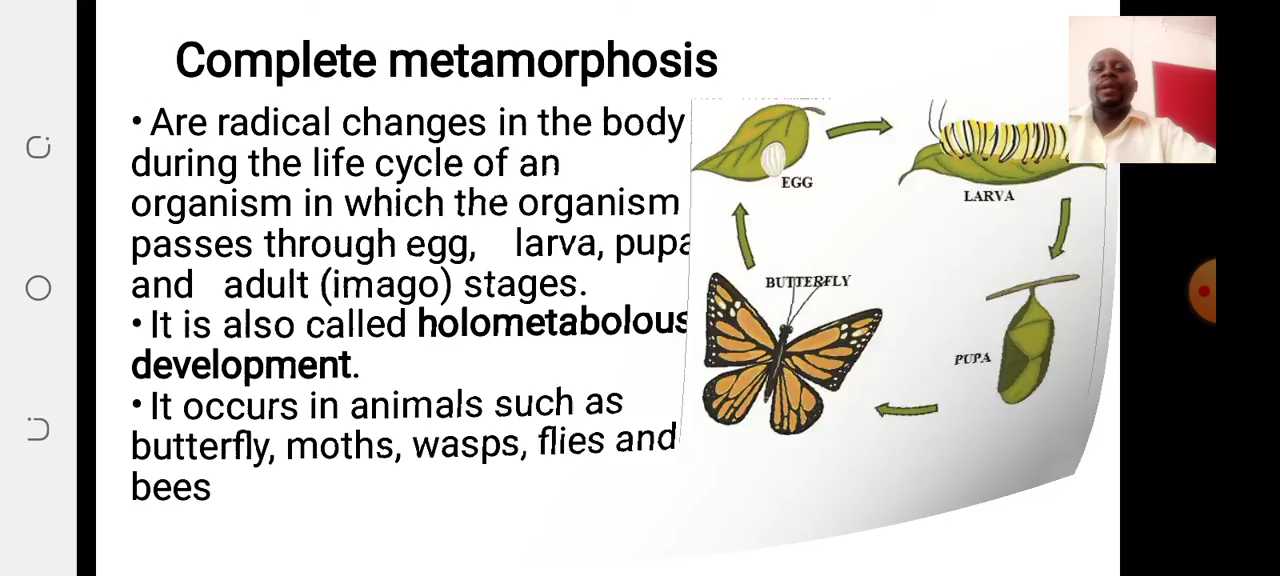 Complete metamorphosis
• Are radical changes in the body
during the life cycle of an
organism in which the organism
passes through egg, larva, pupa
and adult (imago) stages.
• It is also called holometabolous
development.
• It occurs in animals such as
butterfly, moths, wasps, flies and
bees
EGG
LARVA
BUTTERFLY
PUPA